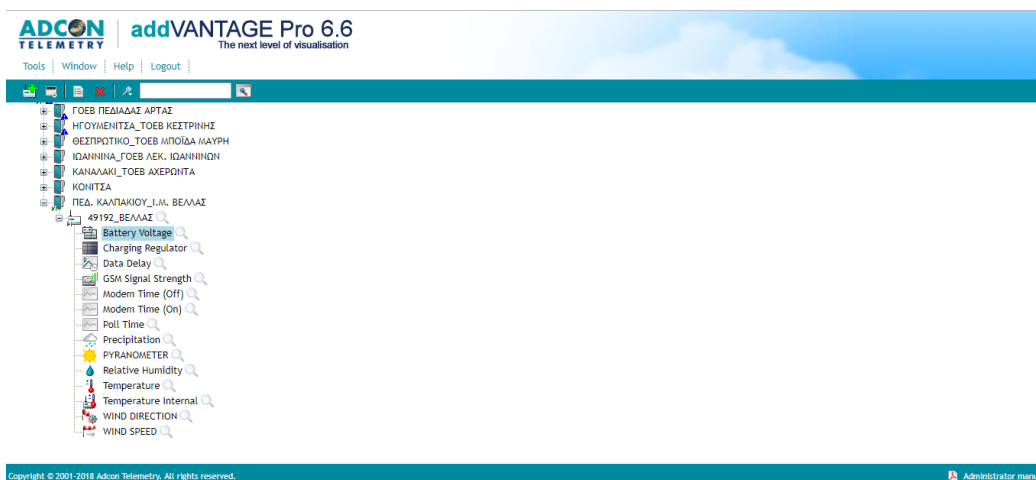 ADCON
TELEMETRY
addVANTAGE Pro 6.6
The next level of visualisation
Tools Window Help Logout
ΓΟΕΒ ΠΕΔΙΑΔΑΣ ΑΡΤΑΣ
ΗΓΟΥΜΕΝΙΤΣΑ_ΤΟΕΒ ΚΕΣΤΡΙΝΗΣ
ΘΕΣΠΡΩΤΙΚΟ_ΤΟΕΒ ΜΠΟΪΔΑ ΜΑΥΡΗ
ΙΩΑΝΝΙΝΑ_ΓΟΕΒ ΛΕΚ. ΙΩΑΝΝΙΝΩΝ
ΚΑΝΑΛΑΚΙ_ΤΟΕΒ ΑΧΕΡΩΝΤΑ
ΚΟΝΙΤΣΑ
ΠΕΔ. ΚΑΛΠΑΚΙΟΥ_Ι.Μ. ΒΕΛΛΑΣ
49192_ΒΕΛΛΑΣ
Battery Voltage
Charging Regulator
Data Delay
GSM Signal Strength
Modem Time (Off)
Modem Time (On)
Poll Time
Precipitation
PYRANOMETER
Relative Humidity
Temperature
Temperature Internal
WIND DIRECTION
WIND SPEED
Copyright © 2001-2018 Adcon Telemetry. All rights reserved. Administrator manu